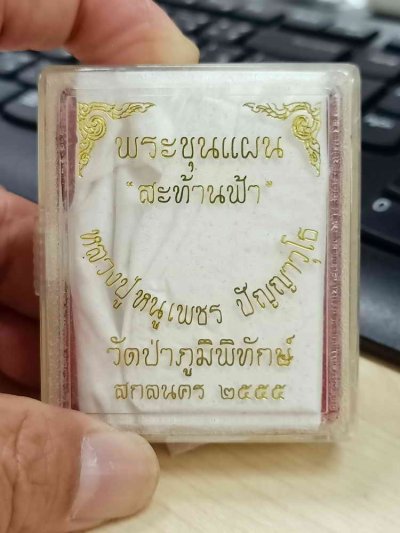 พระขุนแผน
"สะท้านฟ้า"
หลวงปู่หนูเพชร ปัญญาวุโธ
วัดป่าภูมิพิทักษ์
สกลนคร ๒๕๕๕